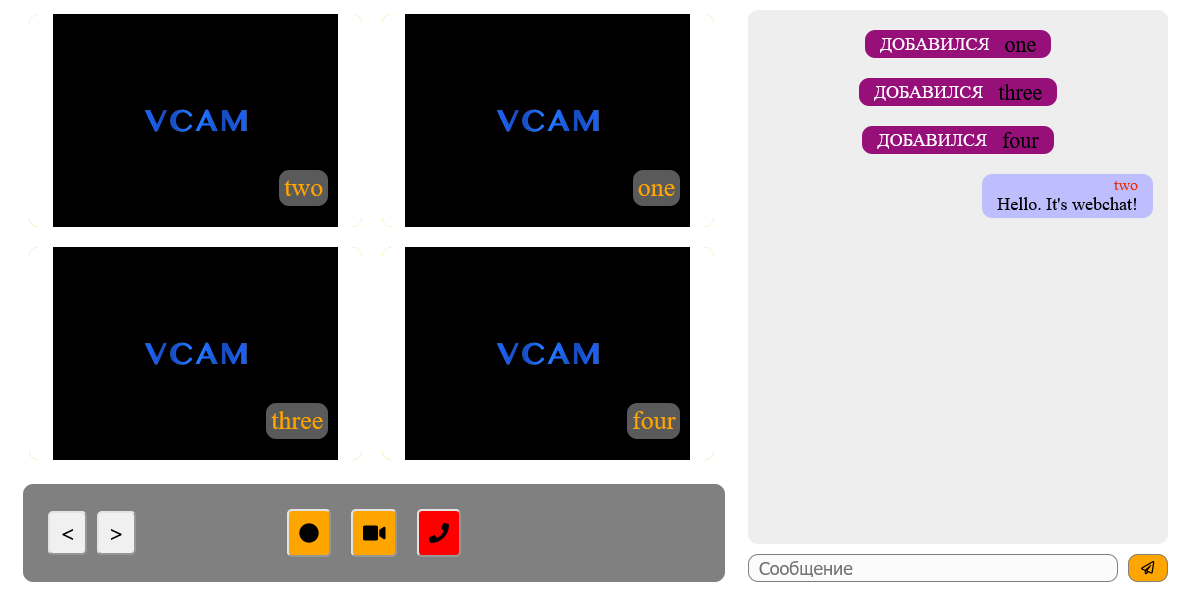 VCAM
two
VCAM
one
VCAM
three
VCAM
four
< >
ДОБАВИЛСЯ one
ДОБАВИЛСЯ three
ДОБАВИЛСЯ four
two
Hello. It's webchat!
Сообщение